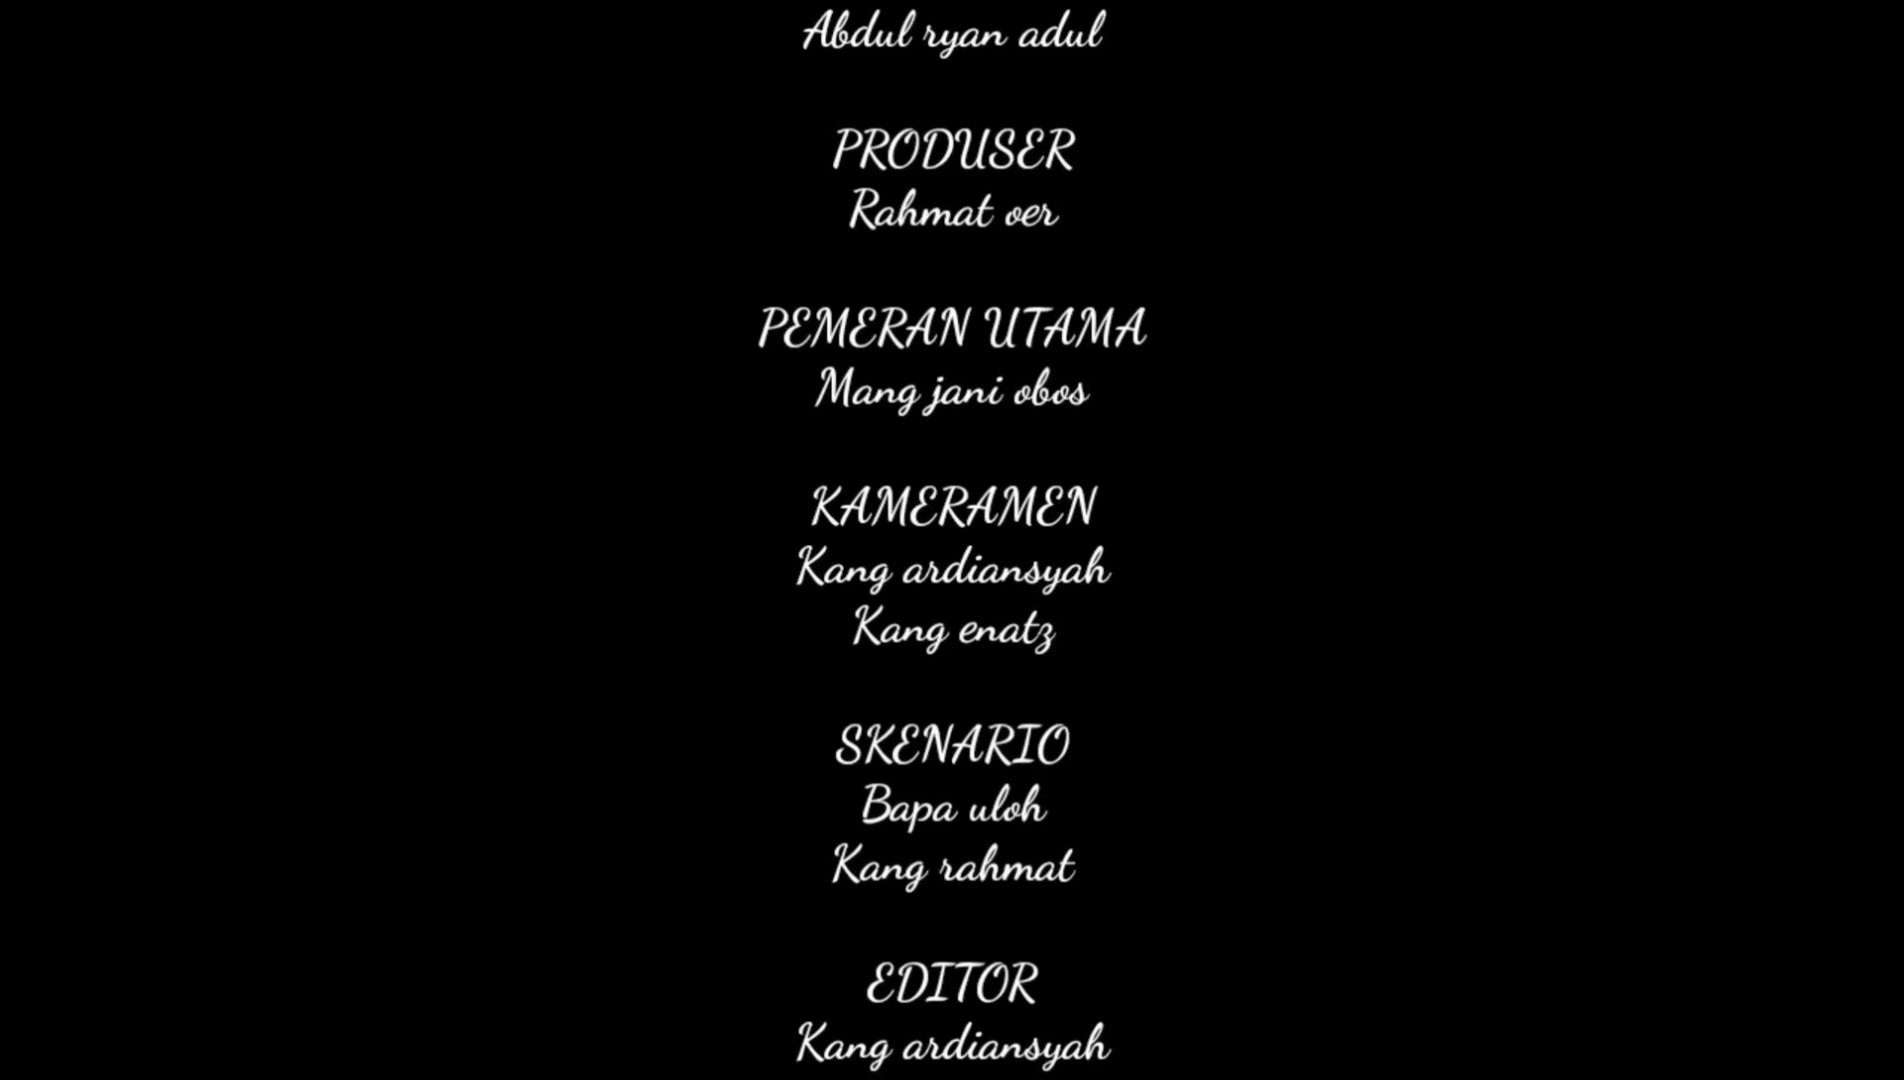 Abdul ryan adul
PRODUSER
Rahmat oer
PEMERAN UTAMA
Mang jani obos
KAMERAMEN
Kang ardiansyah
Kang enatz
SKENARIO
Bapa uloh
Kang rahmat
EDITOR
Kang ardiansyah